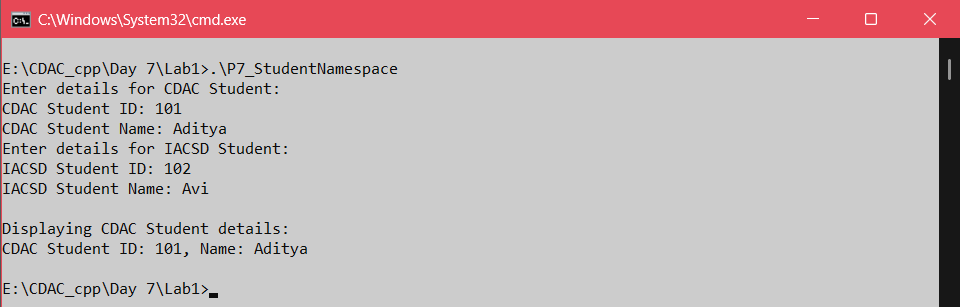 C:\Windows\System32\cmd.exe
E:\CDAC_cpp\Day 7\Lab1>.\P7_StudentNamespace
Enter details for CDAC Student:
CDAC Student ID: 101
CDAC Student Name: Aditya
Enter details for IACSD Student:
IACSD Student ID: 102
IACSD Student Name: Avi
Displaying CDAC Student details:
CDAC Student ID: 101, Name: Aditya
E:\CDAC_cpp\Day 7\Lab1>